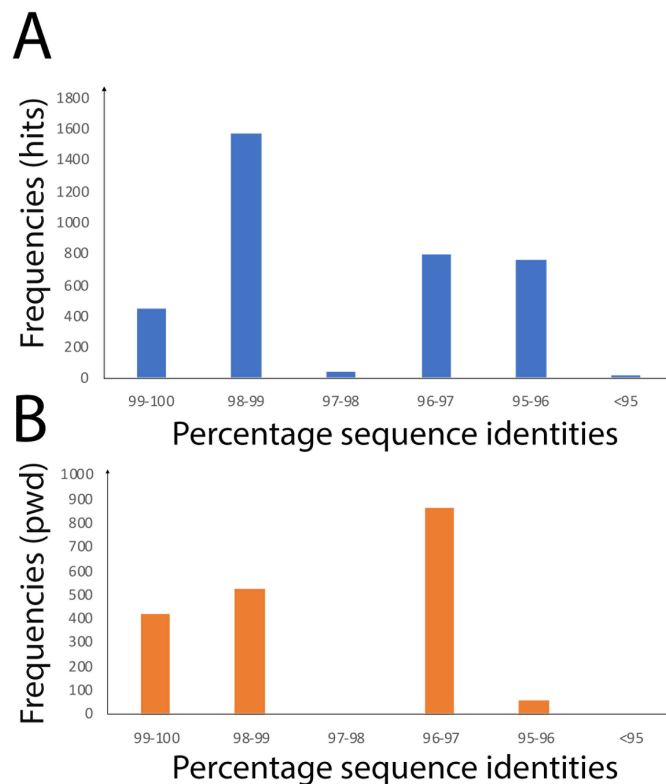 A
Frequencies (hits)
1800
1600
1400
1200
1000
800
600
400
200
0
99-100 98-99 97-98 96-97 95-96 <95
Percentage sequence identities
B
Frequencies (pwd)
1000
900
800
700
600
500
400
300
200
100
0
99-100 98-99 97-98 96-97 95-96 <95
Percentage sequence identities